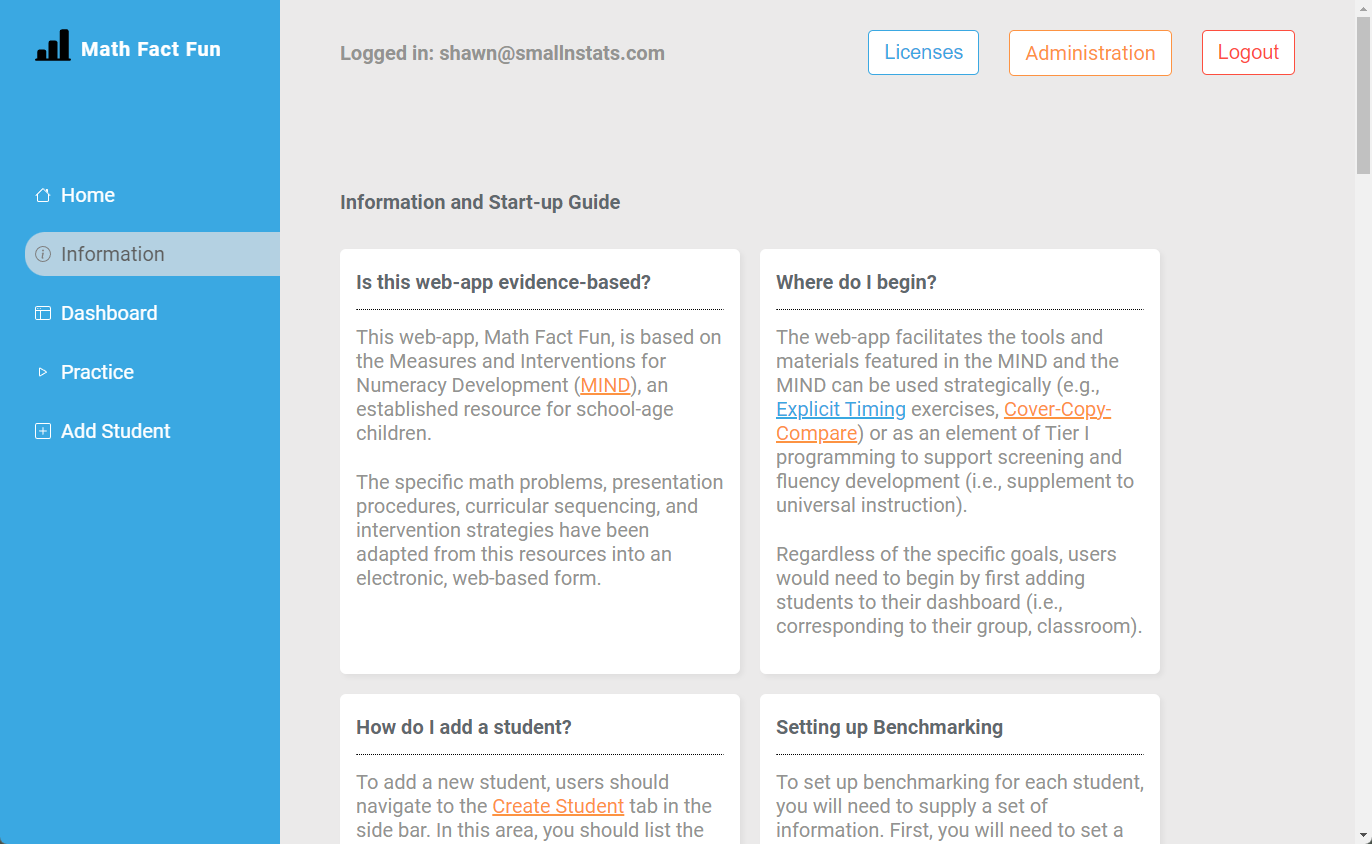 Math Fact Fun
Logged in: shawn@smallnstats.com
Licenses
Administration
Logout
Home
Information
Dashboard
Practice
Add Student
Information and Start-up Guide
Is this web-app evidence-based?
This web-app, Math Fact Fun, is based on
the Measures and Interventions for
Numeracy Development (MIND), an
established resource for school-age
children.
The specific math problems, presentation
procedures, curricular sequencing, and
intervention strategies have been
adapted from this resources into an
electronic, web-based form.
Where do I begin?
The web-app facilitates the tools and
materials featured in the MIND and the
MIND can be used strategically (e.g.,
Explicit Timing exercises, Cover-Copy-
Compare) or as an element of Tier I
programming to support screening and
fluency development (i.e., supplement to
universal instruction).
Regardless of the specific goals, users
would need to begin by first adding
students to their dashboard (i.e.,
corresponding to their group, classroom).
How do I add a student?
To add a new student, users should
navigate to the Create Student tab in the
side bar. In this area, you should list the
Setting up Benchmarking
To set up benchmarking for each student,
you will need to supply a set of
information. First, you will need to set a